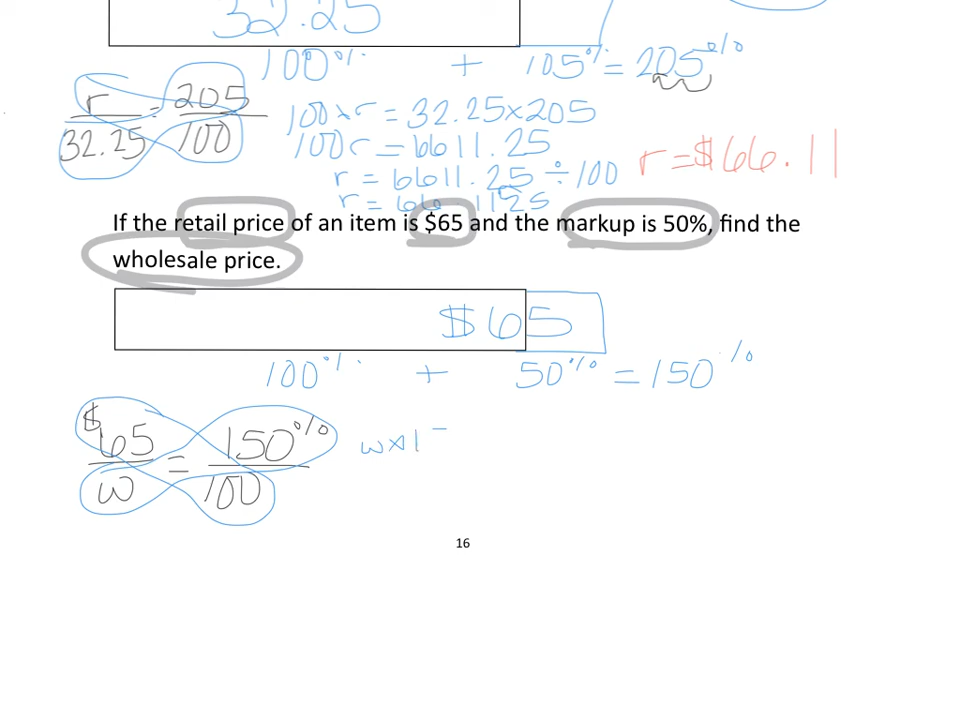 32.25
100% + 105% = 205%
r/32.25 = 205/100
100×r = 32.25×205
100r = 6611.25
r = 6611.25 ÷ 100
r = 66.1125
r = $66.11
If the retail price of an item is $65 and the markup is 50%, find the
wholesale price.
$65
100% + 50% = 150%
$65/w = 150%/100
w×1
16